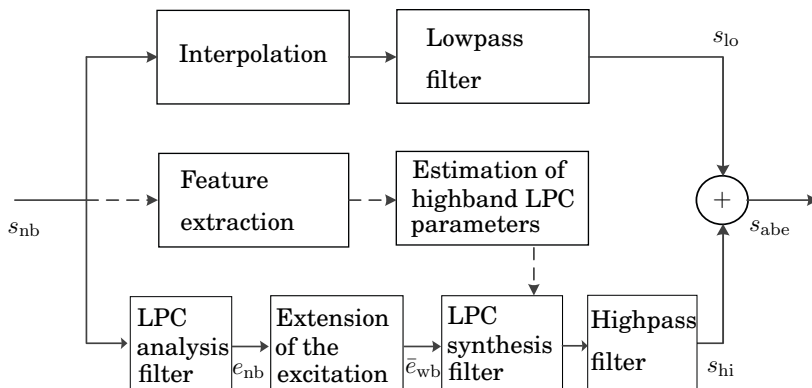 Interpolation
Lowpass
filter
s_lo
s_nb
Feature
extraction
Estimation of
highband LPC
parameters
+
s_abe
LPC
analysis
filter
e_nb
Extension
of the
excitation
ē_wb
LPC
synthesis
filter
Highpass
filter
s_hi